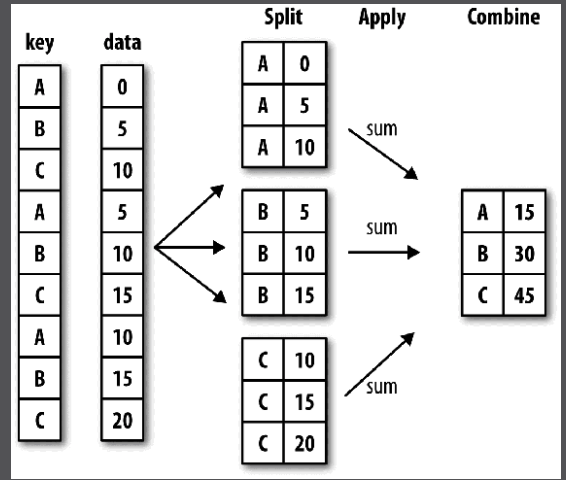 Split Apply Combine
key data
A 0
B 5
C 10
A 5
B 10
C 15
A 10
B 15
C 20
A 0
A 5
A 10
B 5
B 10
B 15
C 10
C 15
C 20
sum
sum
sum
A 15
B 30
C 45